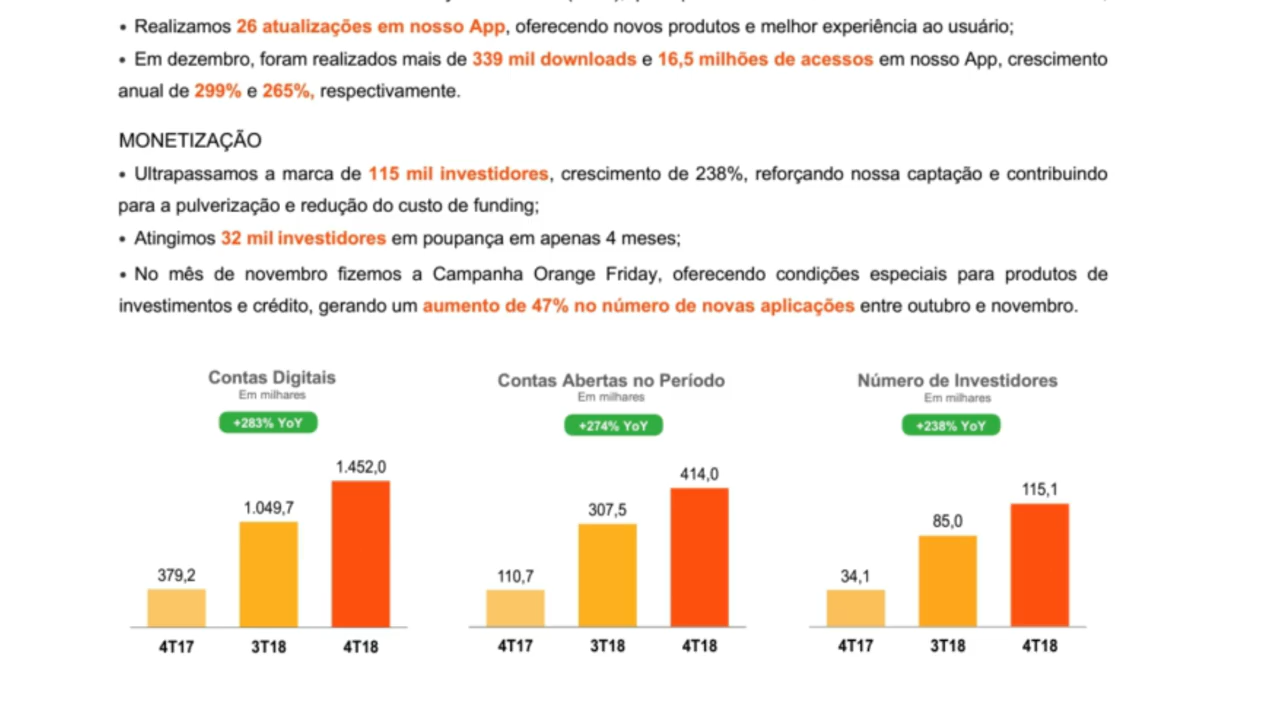 • Realizamos 26 atualizações em nosso App, oferecendo novos produtos e melhor experiência ao usuário;
• Em dezembro, foram realizados mais de 339 mil downloads e 16,5 milhões de acessos em nosso App, crescimento
anual de 299% e 265%, respectivamente.
MONETIZAÇÃO
• Ultrapassamos a marca de 115 mil investidores, crescimento de 238%, reforçando nossa captação e contribuindo
para a pulverização e redução do custo de funding;
• Atingimos 32 mil investidores em poupança em apenas 4 meses;
• No mês de novembro fizemos a Campanha Orange Friday, oferecendo condições especiais para produtos de
investimentos e crédito, gerando um aumento de 47% no número de novas aplicações entre outubro e novembro.
Contas Digitais
Em milhares
+283% YoY
379,2
1.049,7
1.452,0
4T17
3T18
4T18
Contas Abertas no Período
Em milhares
+274% YoY
110,7
307,5
414,0
4T17
3T18
4T18
Número de Investidores
Em milhares
+238% YoY
34,1
85,0
115,1
4T17
3T18
4T18